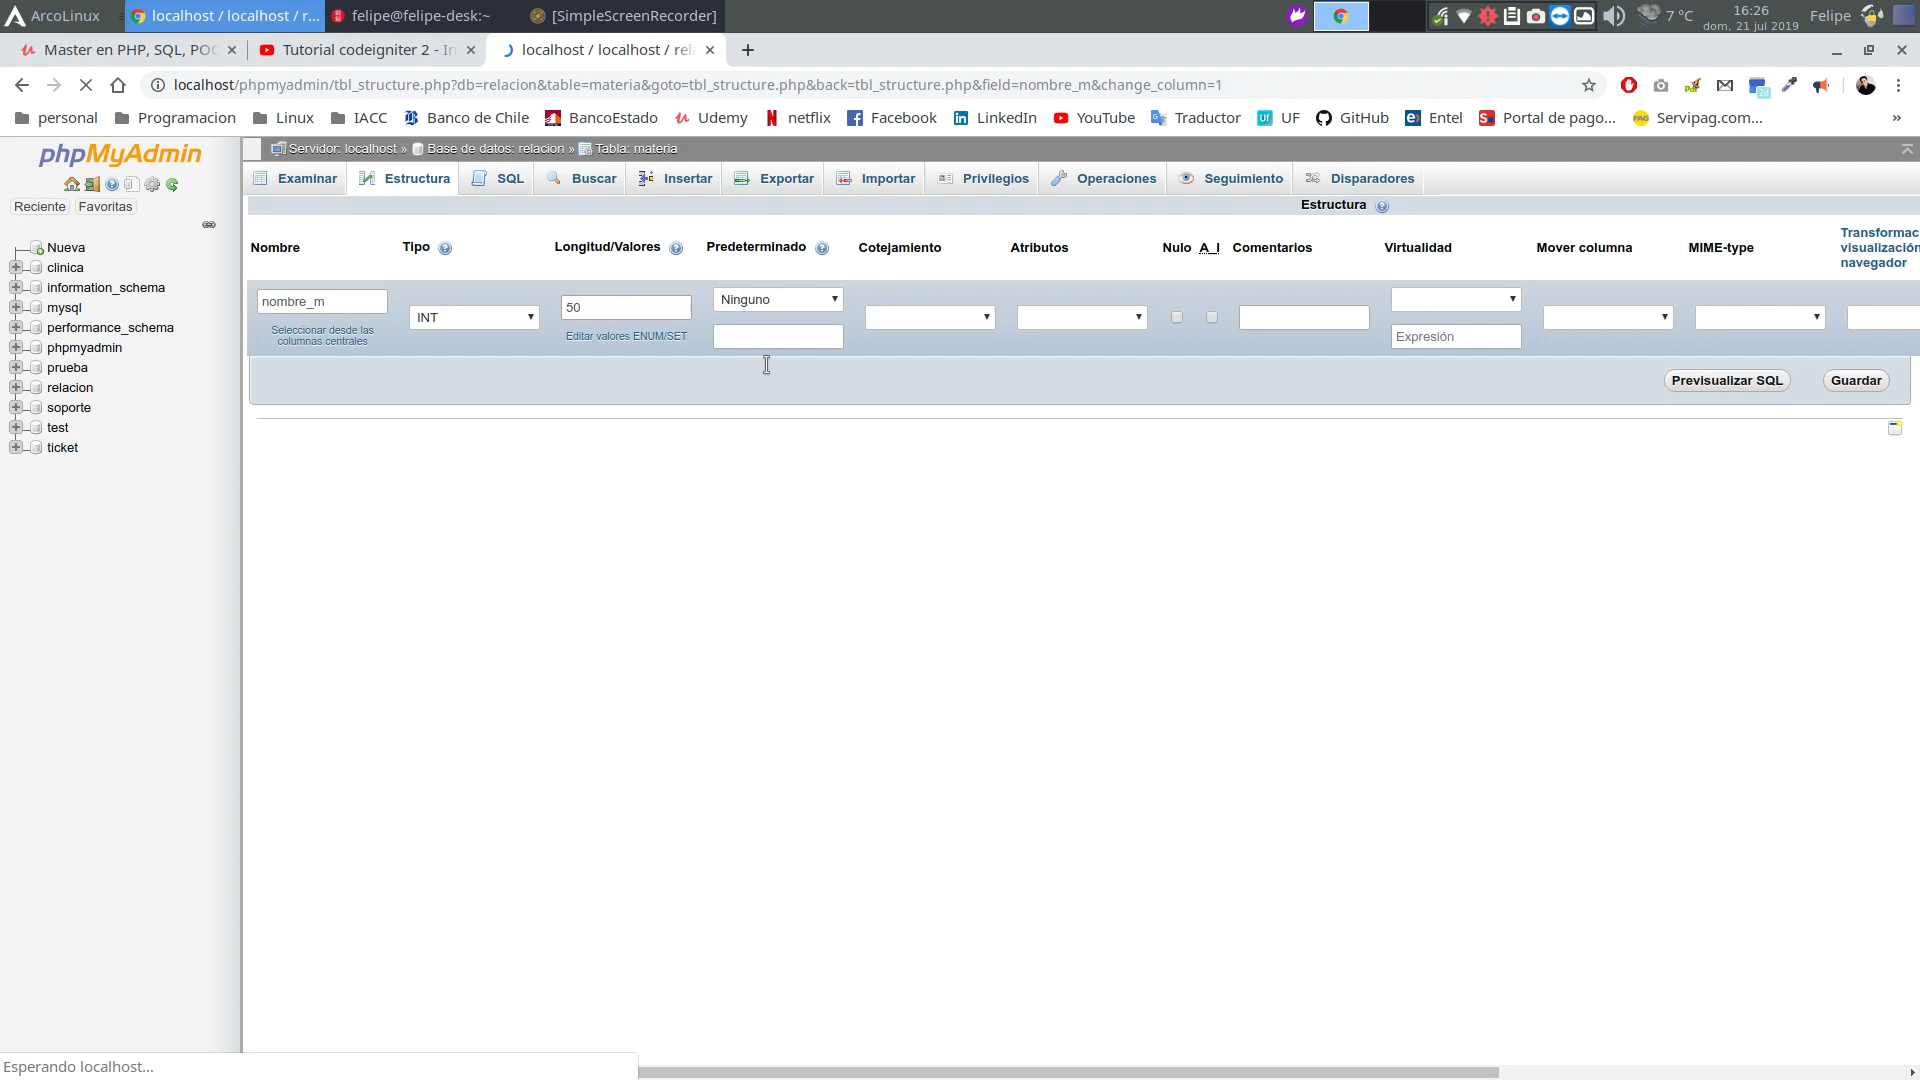 ArcoLinux
localhost / localhost / r...
felipe@felipe-desk:~
[SimpleScreenRecorder]
7 °C
16:26
dom, 21 jul 2019
Felipe
Master en PHP, SQL, POO
Tutorial codeigniter 2 - In
localhost / localhost / rela
localhost/phpmyadmin/tbl_structure.php?db=relacion&table=materia&goto=tbl_structure.php&back=tbl_structure.php&field=nombre_m&change_column=1
personal
Programacion
Linux
IACC
Banco de Chile
BancoEstado
Udemy
netflix
Facebook
LinkedIn
YouTube
Traductor
UF
GitHub
Entel
Portal de pago...
Servipag.com...
»
phpMyAdmin
Reciente
Favoritas
Nueva
clinica
information_schema
mysql
performance_schema
phpmyadmin
prueba
relacion
soporte
test
ticket
Servidor: localhost » Base de datos: relacion » Tabla: materia
Examinar
Estructura
SQL
Buscar
Insertar
Exportar
Importar
Privilegios
Operaciones
Seguimiento
Disparadores
Estructura
Nombre
Tipo
Longitud/Valores
Predeterminado
Cotejamiento
Atributos
Nulo
A_I
Comentarios
Virtualidad
Mover columna
MIME-type
Transformac
visualización
navegador
nombre_m
Seleccionar desde las
columnas centrales
INT
50
Editar valores ENUM/SET
Ninguno
Expresión
Previsualizar SQL
Guardar
Esperando localhost...